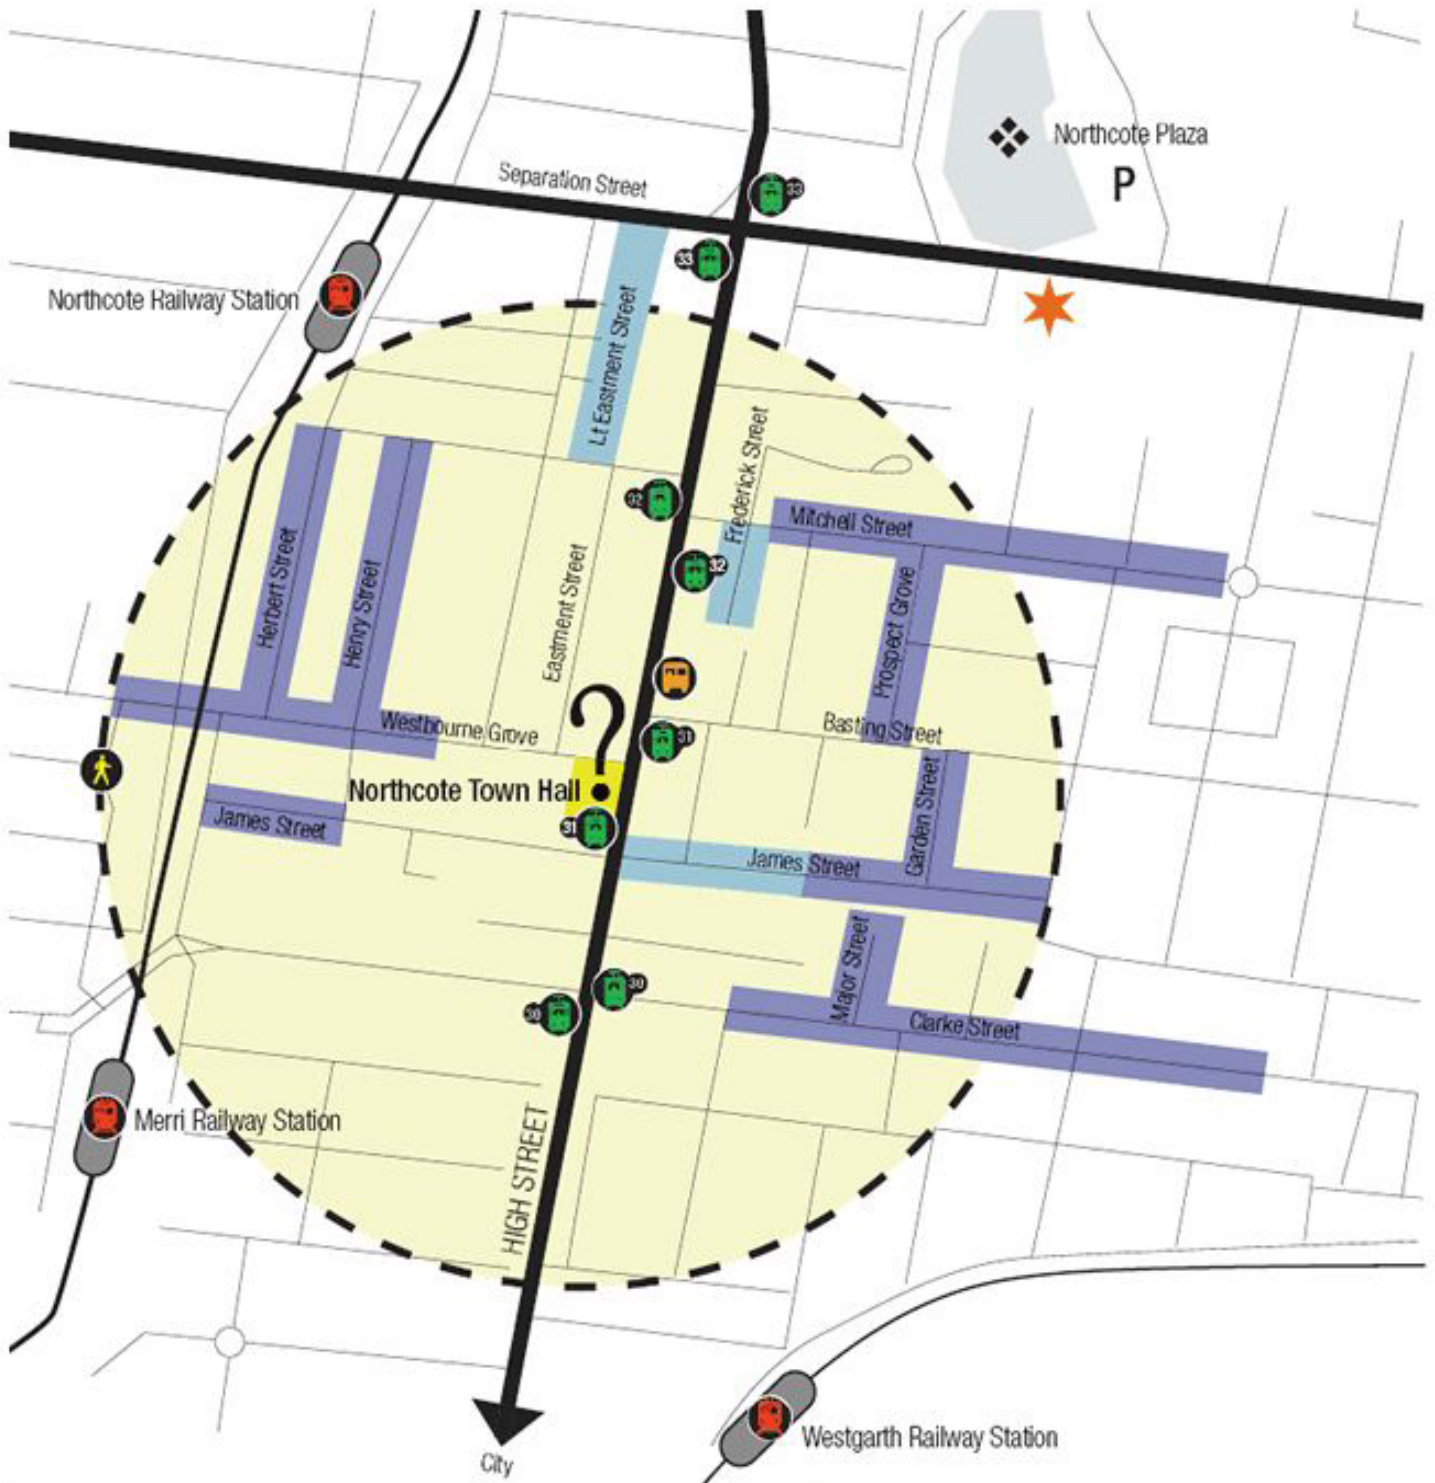 Northcote Plaza
P
Separation Street
33
33
Northcote Railway Station
Lt Eastment Street
Frederick Street
Mitchell Street
32
Herbert Street
Henry Street
Eastment Street
Prospect Grove
Westbourne Grove
Basting Street
31
?
Northcote Town Hall
31
James Street
James Street
Garden Street
Major Street
30
30
Clarke Street
Merri Railway Station
HIGH STREET
Westgarth Railway Station
City